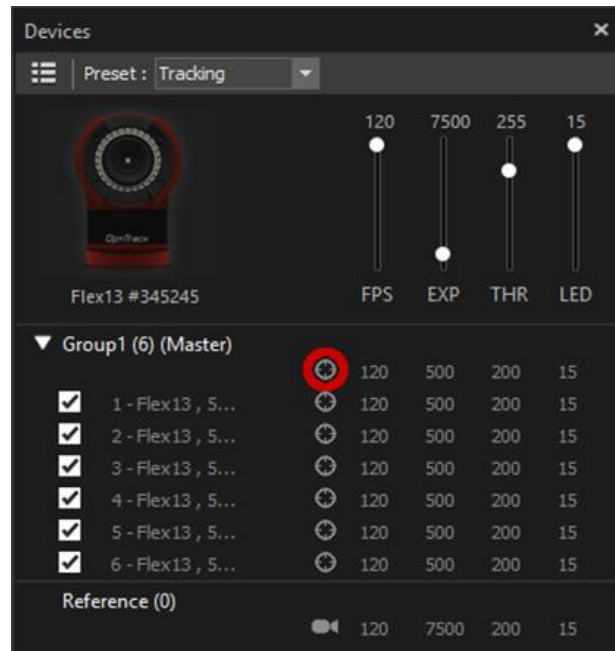 Devices
Preset : Tracking
120 7500 255 15
OptiTrack
Flex13 #345245
FPS EXP THR LED
Group1 (6) (Master)
120 500 200 15
1 - Flex13 , 5... 120 500 200 15
2 - Flex13 , 5... 120 500 200 15
3 - Flex13 , 5... 120 500 200 15
4 - Flex13 , 5... 120 500 200 15
5 - Flex13 , 5... 120 500 200 15
6 - Flex13 , 5... 120 500 200 15
Reference (0)
120 7500 200 15